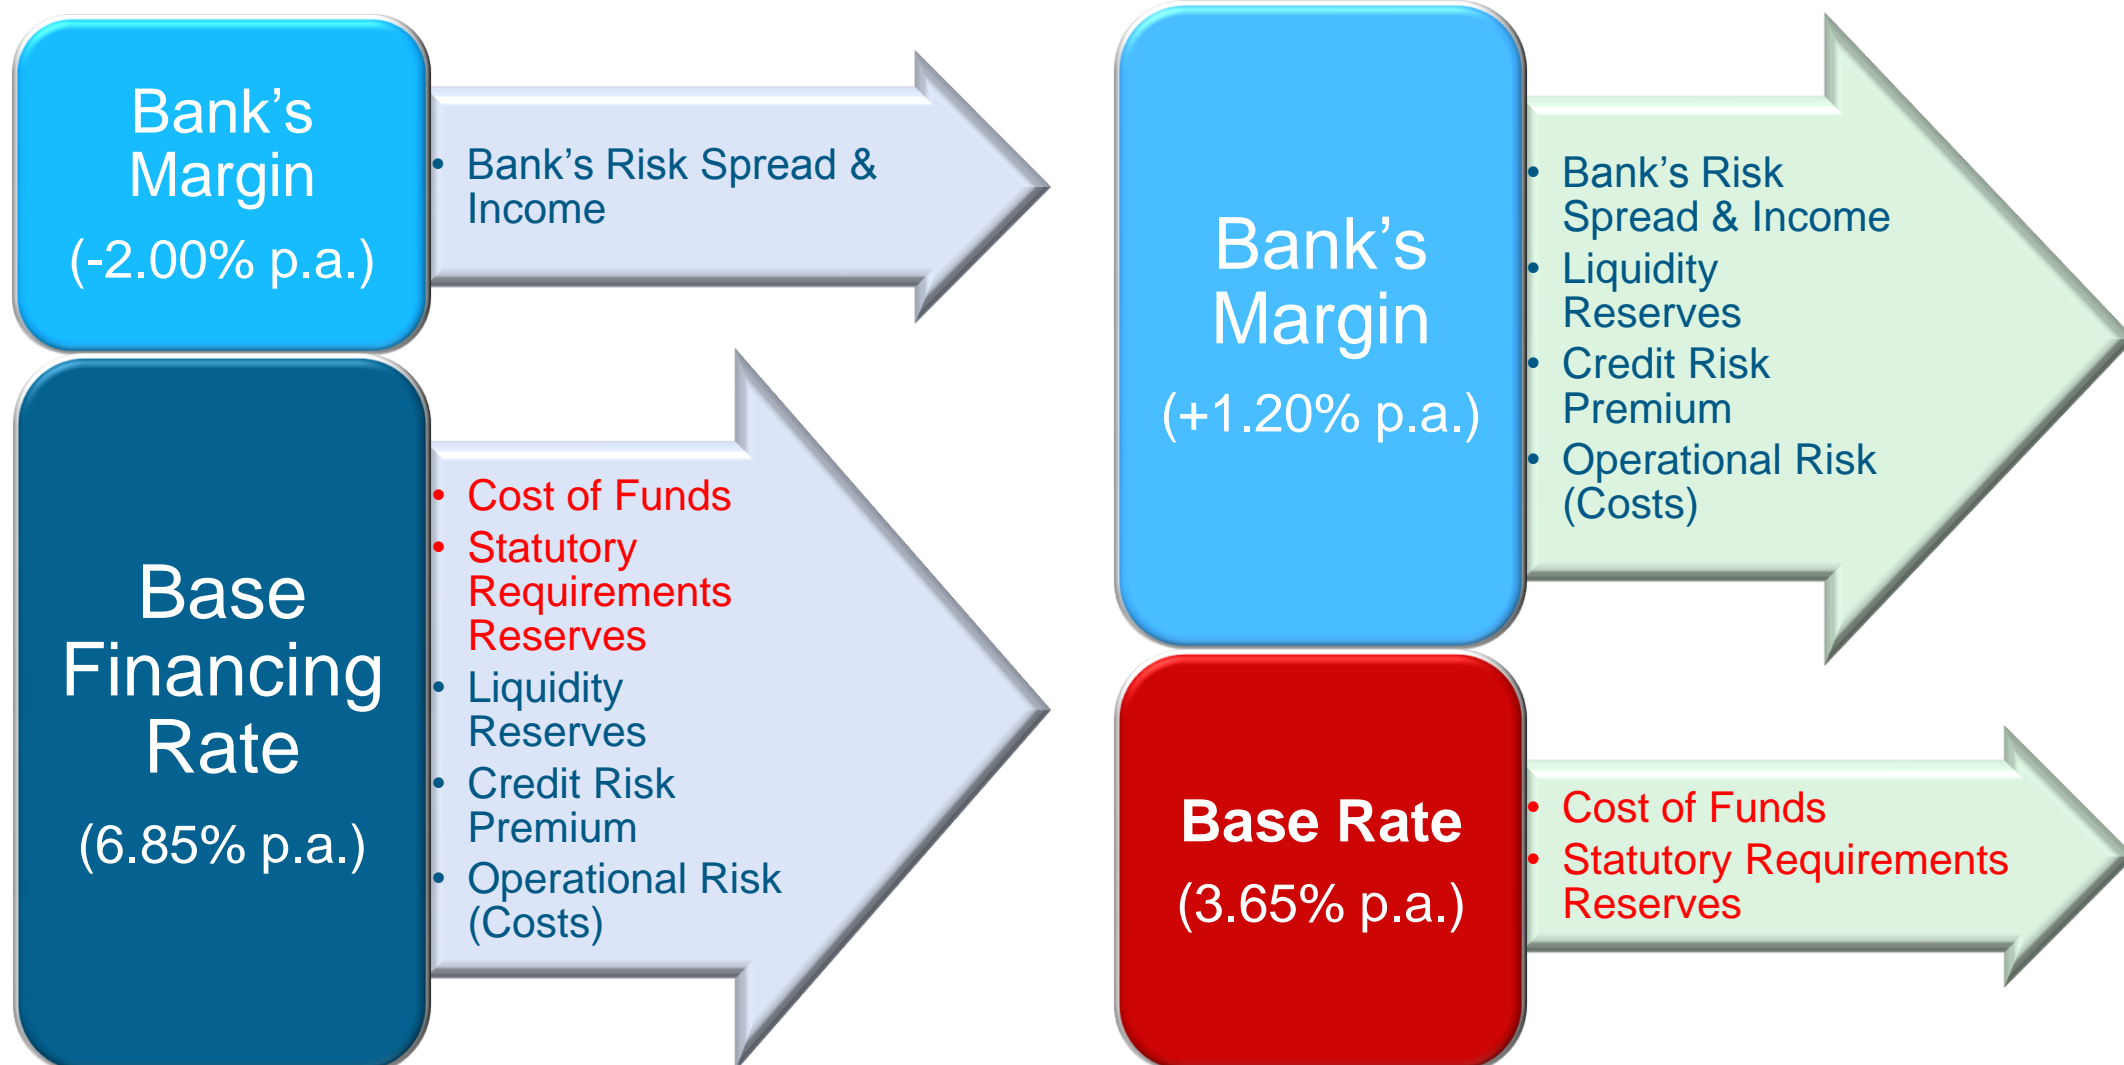 Bank’s
Margin
(-2.00% p.a.)
• Bank’s Risk Spread &
Income
Base
Financing
Rate
(6.85% p.a.)
• Cost of Funds
• Statutory
Requirements
Reserves
• Liquidity
Reserves
• Credit Risk
Premium
• Operational Risk
(Costs)
Bank’s
Margin
(+1.20% p.a.)
• Bank’s Risk
Spread & Income
• Liquidity
Reserves
• Credit Risk
Premium
• Operational Risk
(Costs)
Base Rate
(3.65% p.a.)
• Cost of Funds
• Statutory Requirements
Reserves